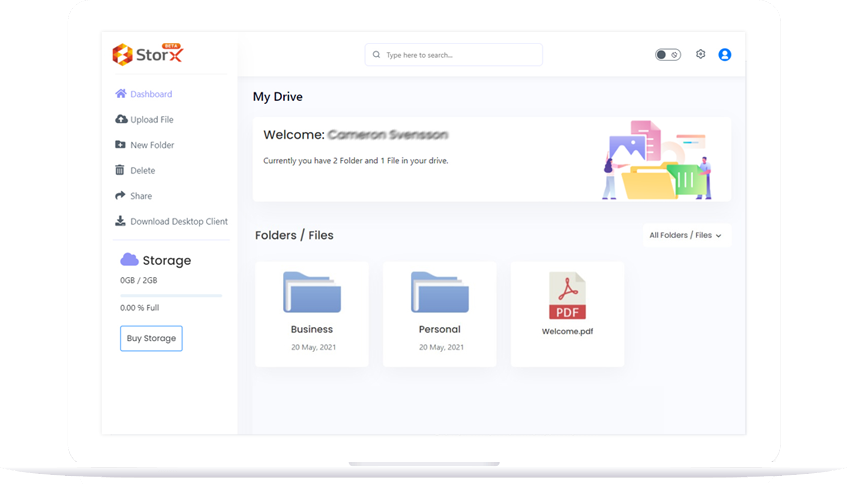 BETA
StorX
Type here to search...
Dashboard
Upload File
New Folder
Delete
Share
Download Desktop Client
Storage
0GB / 2GB
0.00 % Full
Buy Storage
My Drive
Welcome: Cameron Svensson
Currently you have 2 Folder and 1 File in your drive.
Folders / Files
All Folders / Files
Business
20 May, 2021
Personal
20 May, 2021
PDF
Welcome.pdf